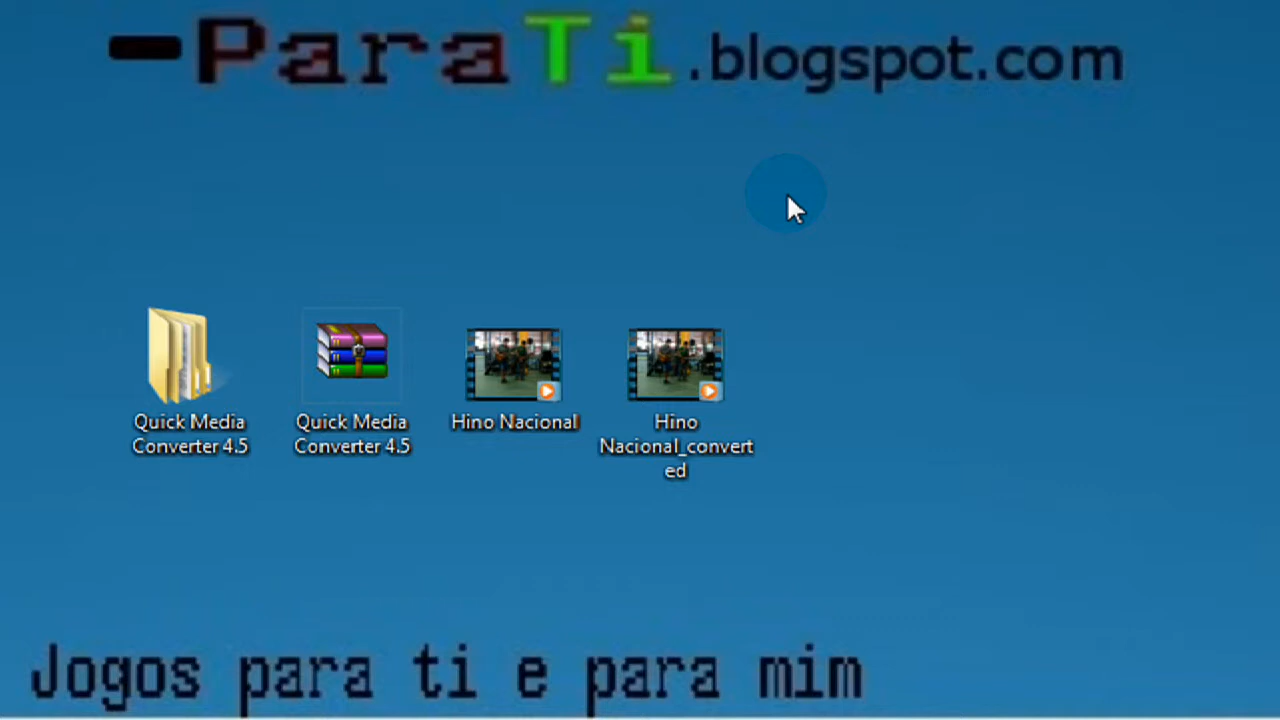 -ParaTi.blogspot.com
Quick Media
Converter 4.5
Quick Media
Converter 4.5
Hino Nacional
Hino
Nacional_convert
ed
Jogos para ti e para mim